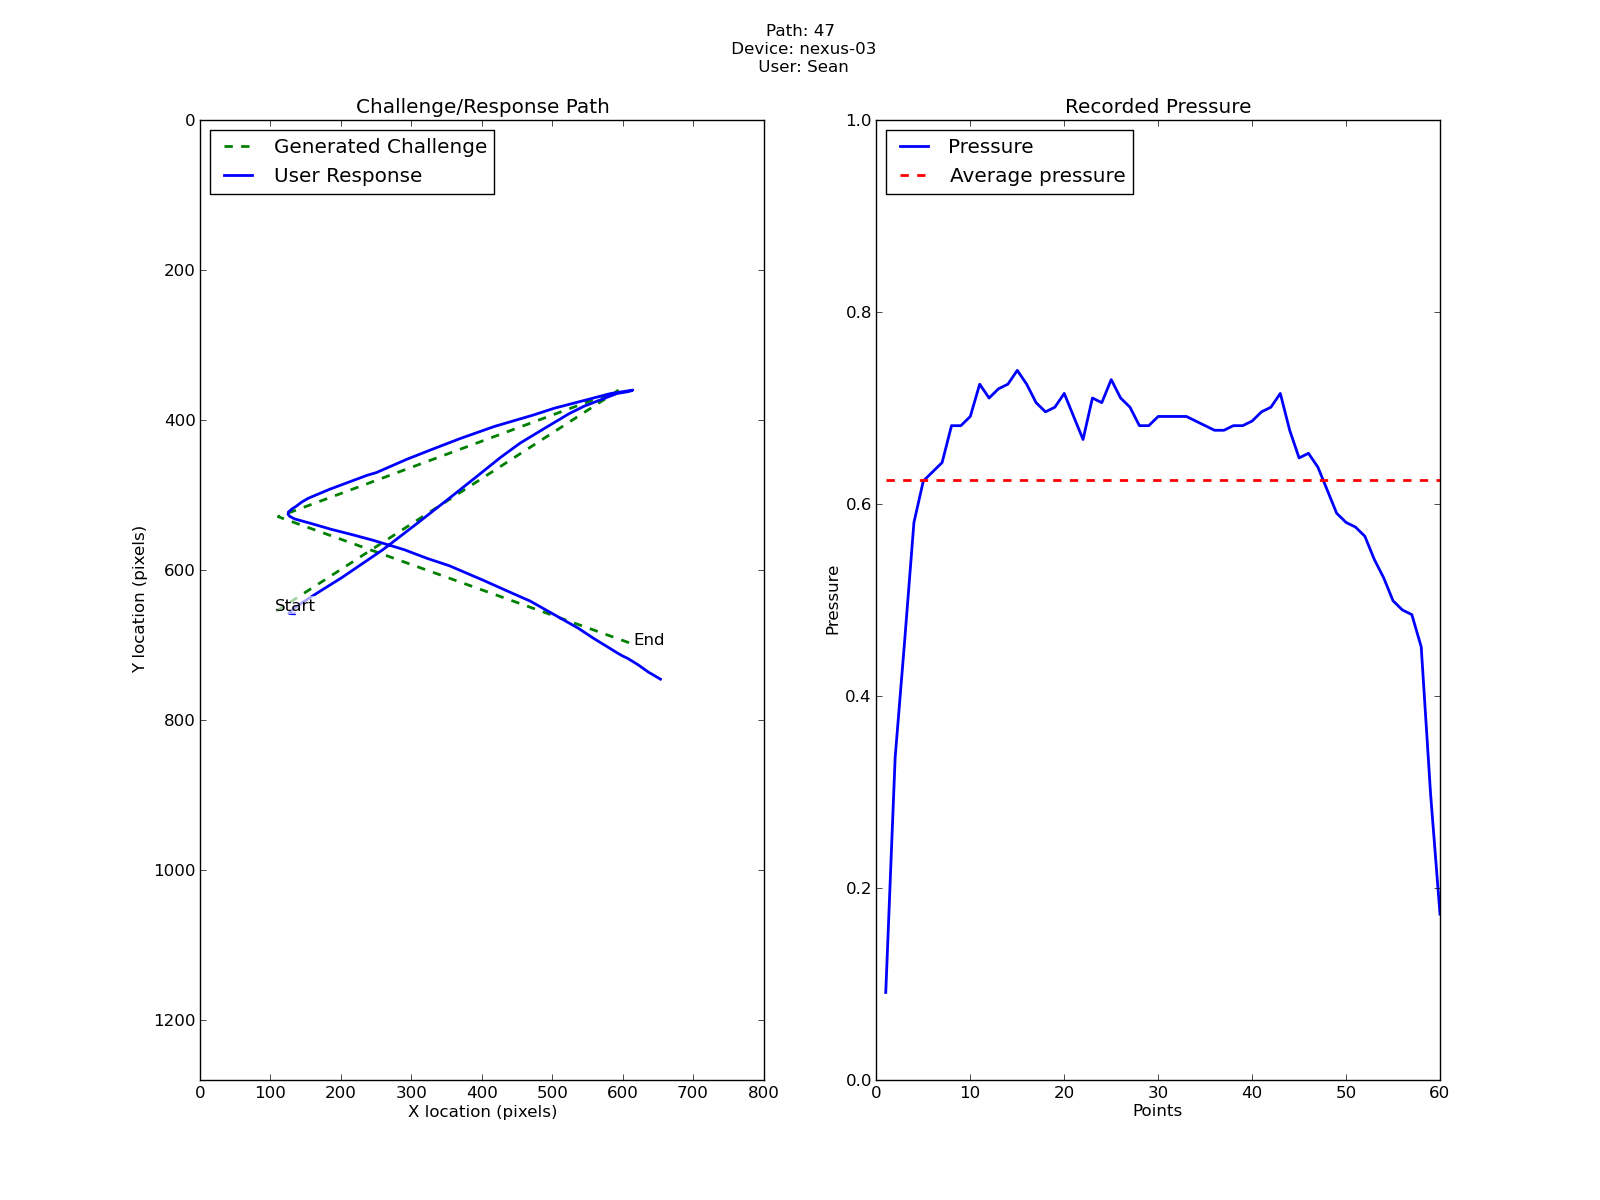 Path: 47
Device: nexus-03
User: Sean
Challenge/Response Path
Generated Challenge
User Response
0
200
400
600
800
1000
1200
Y location (pixels)
Start
End
0 100 200 300 400 500 600 700 800
X location (pixels)
Recorded Pressure
Pressure
Average pressure
1.0
0.8
0.6
0.4
0.2
0.0
Pressure
0 10 20 30 40 50 60
Points